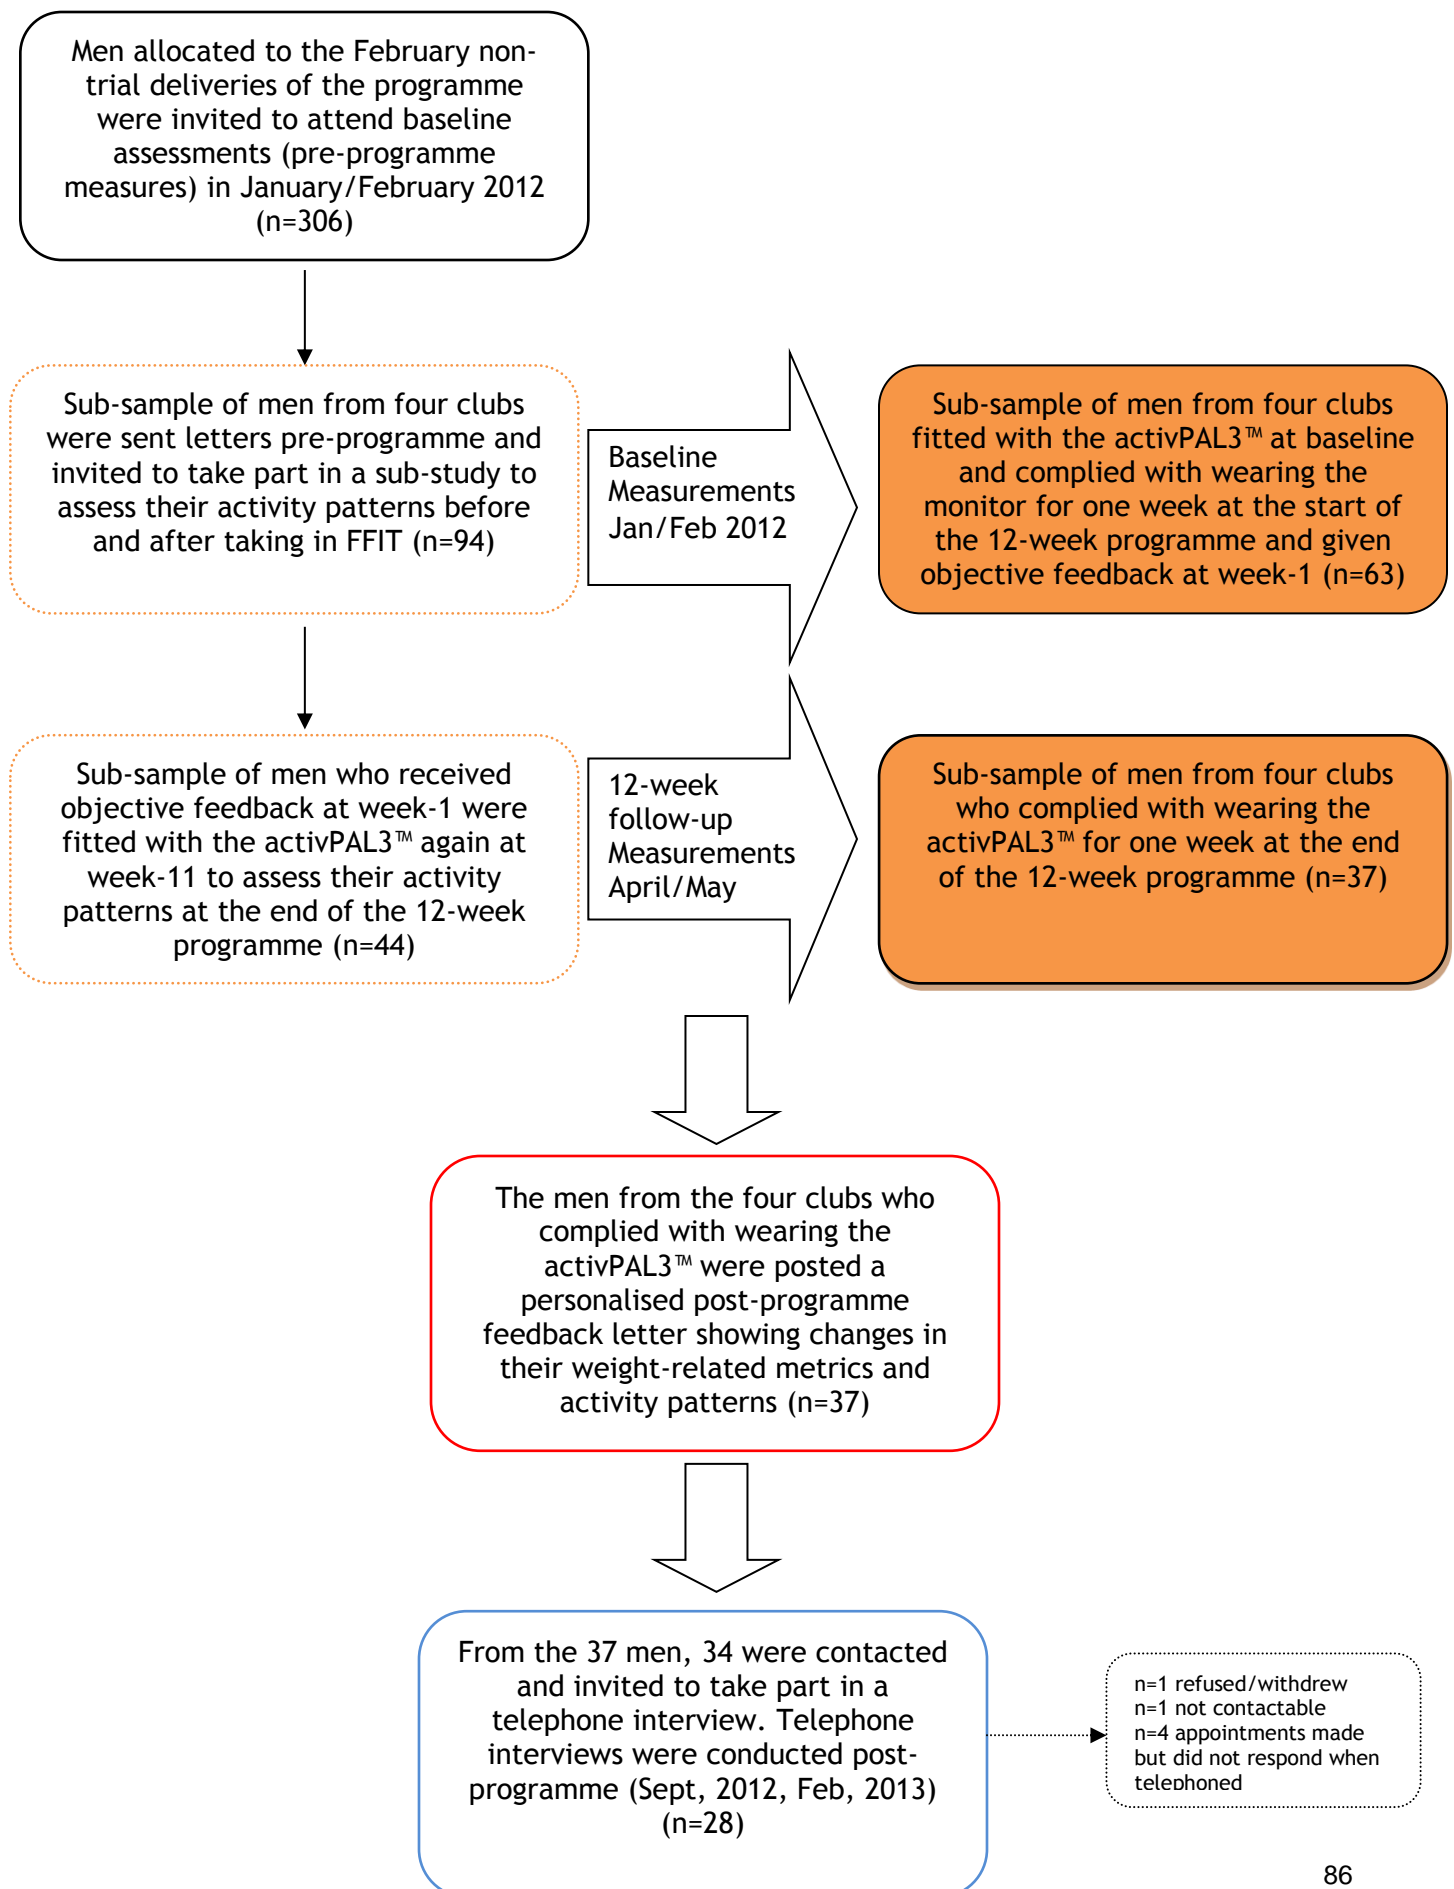 Men allocated to the February non-
trial deliveries of the programme
were invited to attend baseline
assessments (pre-programme
measures) in January/February 2012
(n=306)
Sub-sample of men from four clubs
were sent letters pre-programme and
invited to take part in a sub-study to
assess their activity patterns before
and after taking in FFIT (n=94)
Baseline
Measurements
Jan/Feb 2012
Sub-sample of men from four clubs
fitted with the activPAL3™ at baseline
and complied with wearing the
monitor for one week at the start of
the 12-week programme and given
objective feedback at week-1 (n=63)
Sub-sample of men who received
objective feedback at week-1 were
fitted with the activPAL3™ again at
week-11 to assess their activity
patterns at the end of the 12-week
programme (n=44)
12-week
follow-up
Measurements
April/May
Sub-sample of men from four clubs
who complied with wearing the
activPAL3™ for one week at the end
of the 12-week programme (n=37)
The men from the four clubs who
complied with wearing the
activPAL3™ were posted a
personalised post-programme
feedback letter showing changes in
their weight-related metrics and
activity patterns (n=37)
From the 37 men, 34 were contacted
and invited to take part in a
telephone interview. Telephone
interviews were conducted post-
programme (Sept, 2012, Feb, 2013)
(n=28)
n=1 refused/withdrew
n=1 not contactable
n=4 appointments made
but did not respond when
telephoned
86